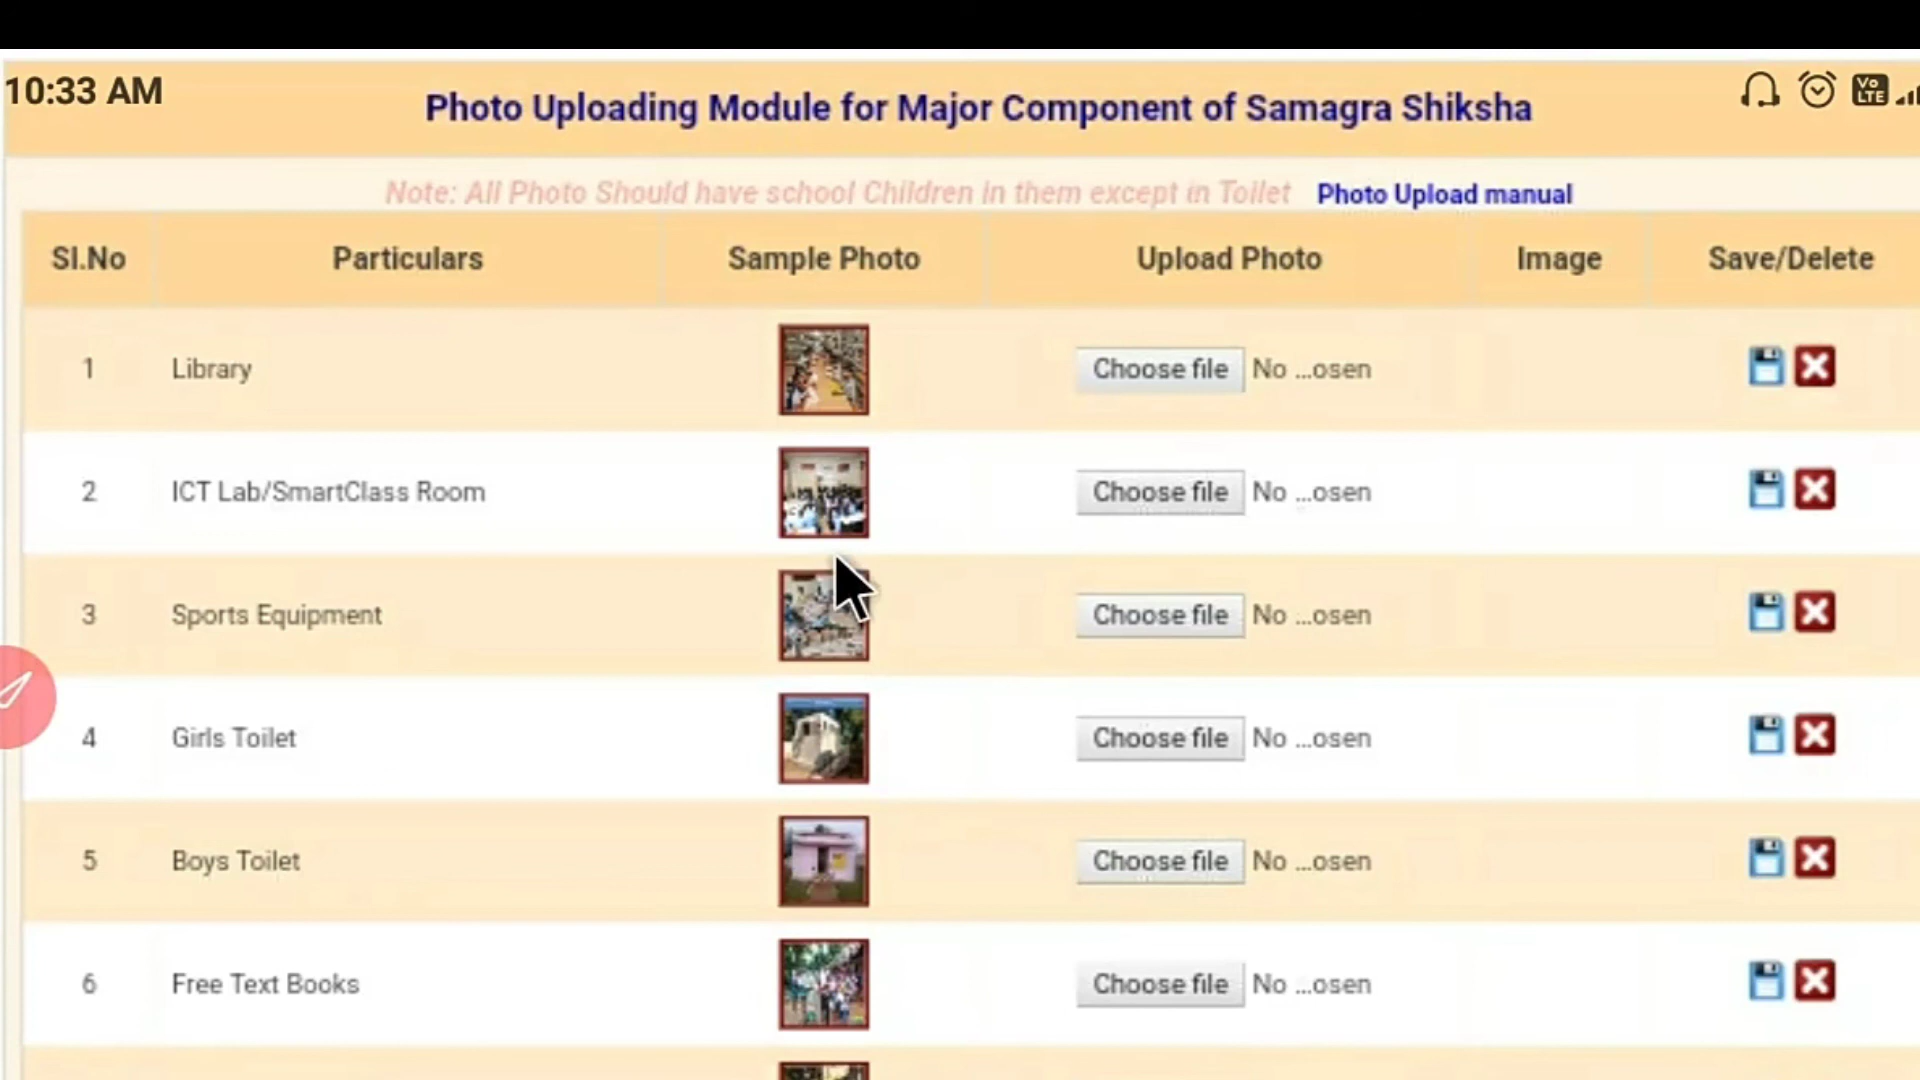 10:33 AM
Photo Uploading Module for Major Component of Samagra Shiksha
Vo LTE
Note: All Photo Should have school Children in them except in Toilet Photo Upload manual
Sl.No Particulars Sample Photo Upload Photo Image Save/Delete
1 Library Choose file No ...osen
2 ICT Lab/SmartClass Room Choose file No ...osen
3 Sports Equipment Choose file No ...osen
4 Girls Toilet Choose file No ...osen
5 Boys Toilet Choose file No ...osen
6 Free Text Books Choose file No ...osen